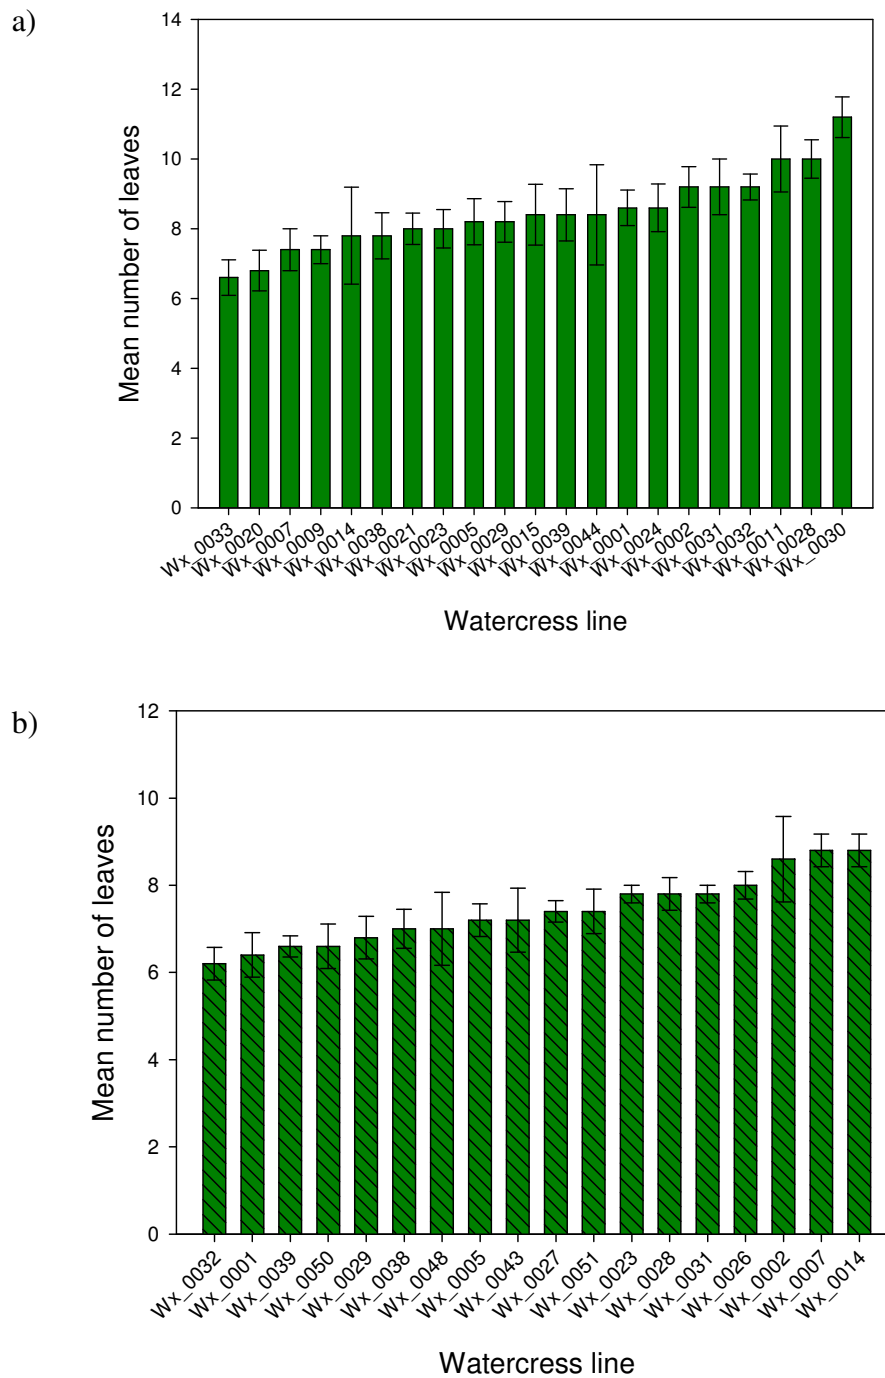 a)
14
12
10
8
6
4
2
0
Mean number of leaves
Wx_0033 Wx_0020 Wx_0007 Wx_0009 Wx_0014 Wx_0038 Wx_0021 Wx_0023 Wx_0005 Wx_0029 Wx_0015 Wx_0039 Wx_0044 Wx_0001 Wx_0024 Wx_0002 Wx_0031 Wx_0032 Wx_0011 Wx_0028 Wx_0030
Watercress line
b)
12
10
8
6
4
2
0
Mean number of leaves
Wx_0032 Wx_0001 Wx_0039 Wx_0050 Wx_0029 Wx_0038 Wx_0048 Wx_0005 Wx_0043 Wx_0027 Wx_0051 Wx_0023 Wx_0028 Wx_0031 Wx_0026 Wx_0002 Wx_0007 Wx_0014
Watercress line